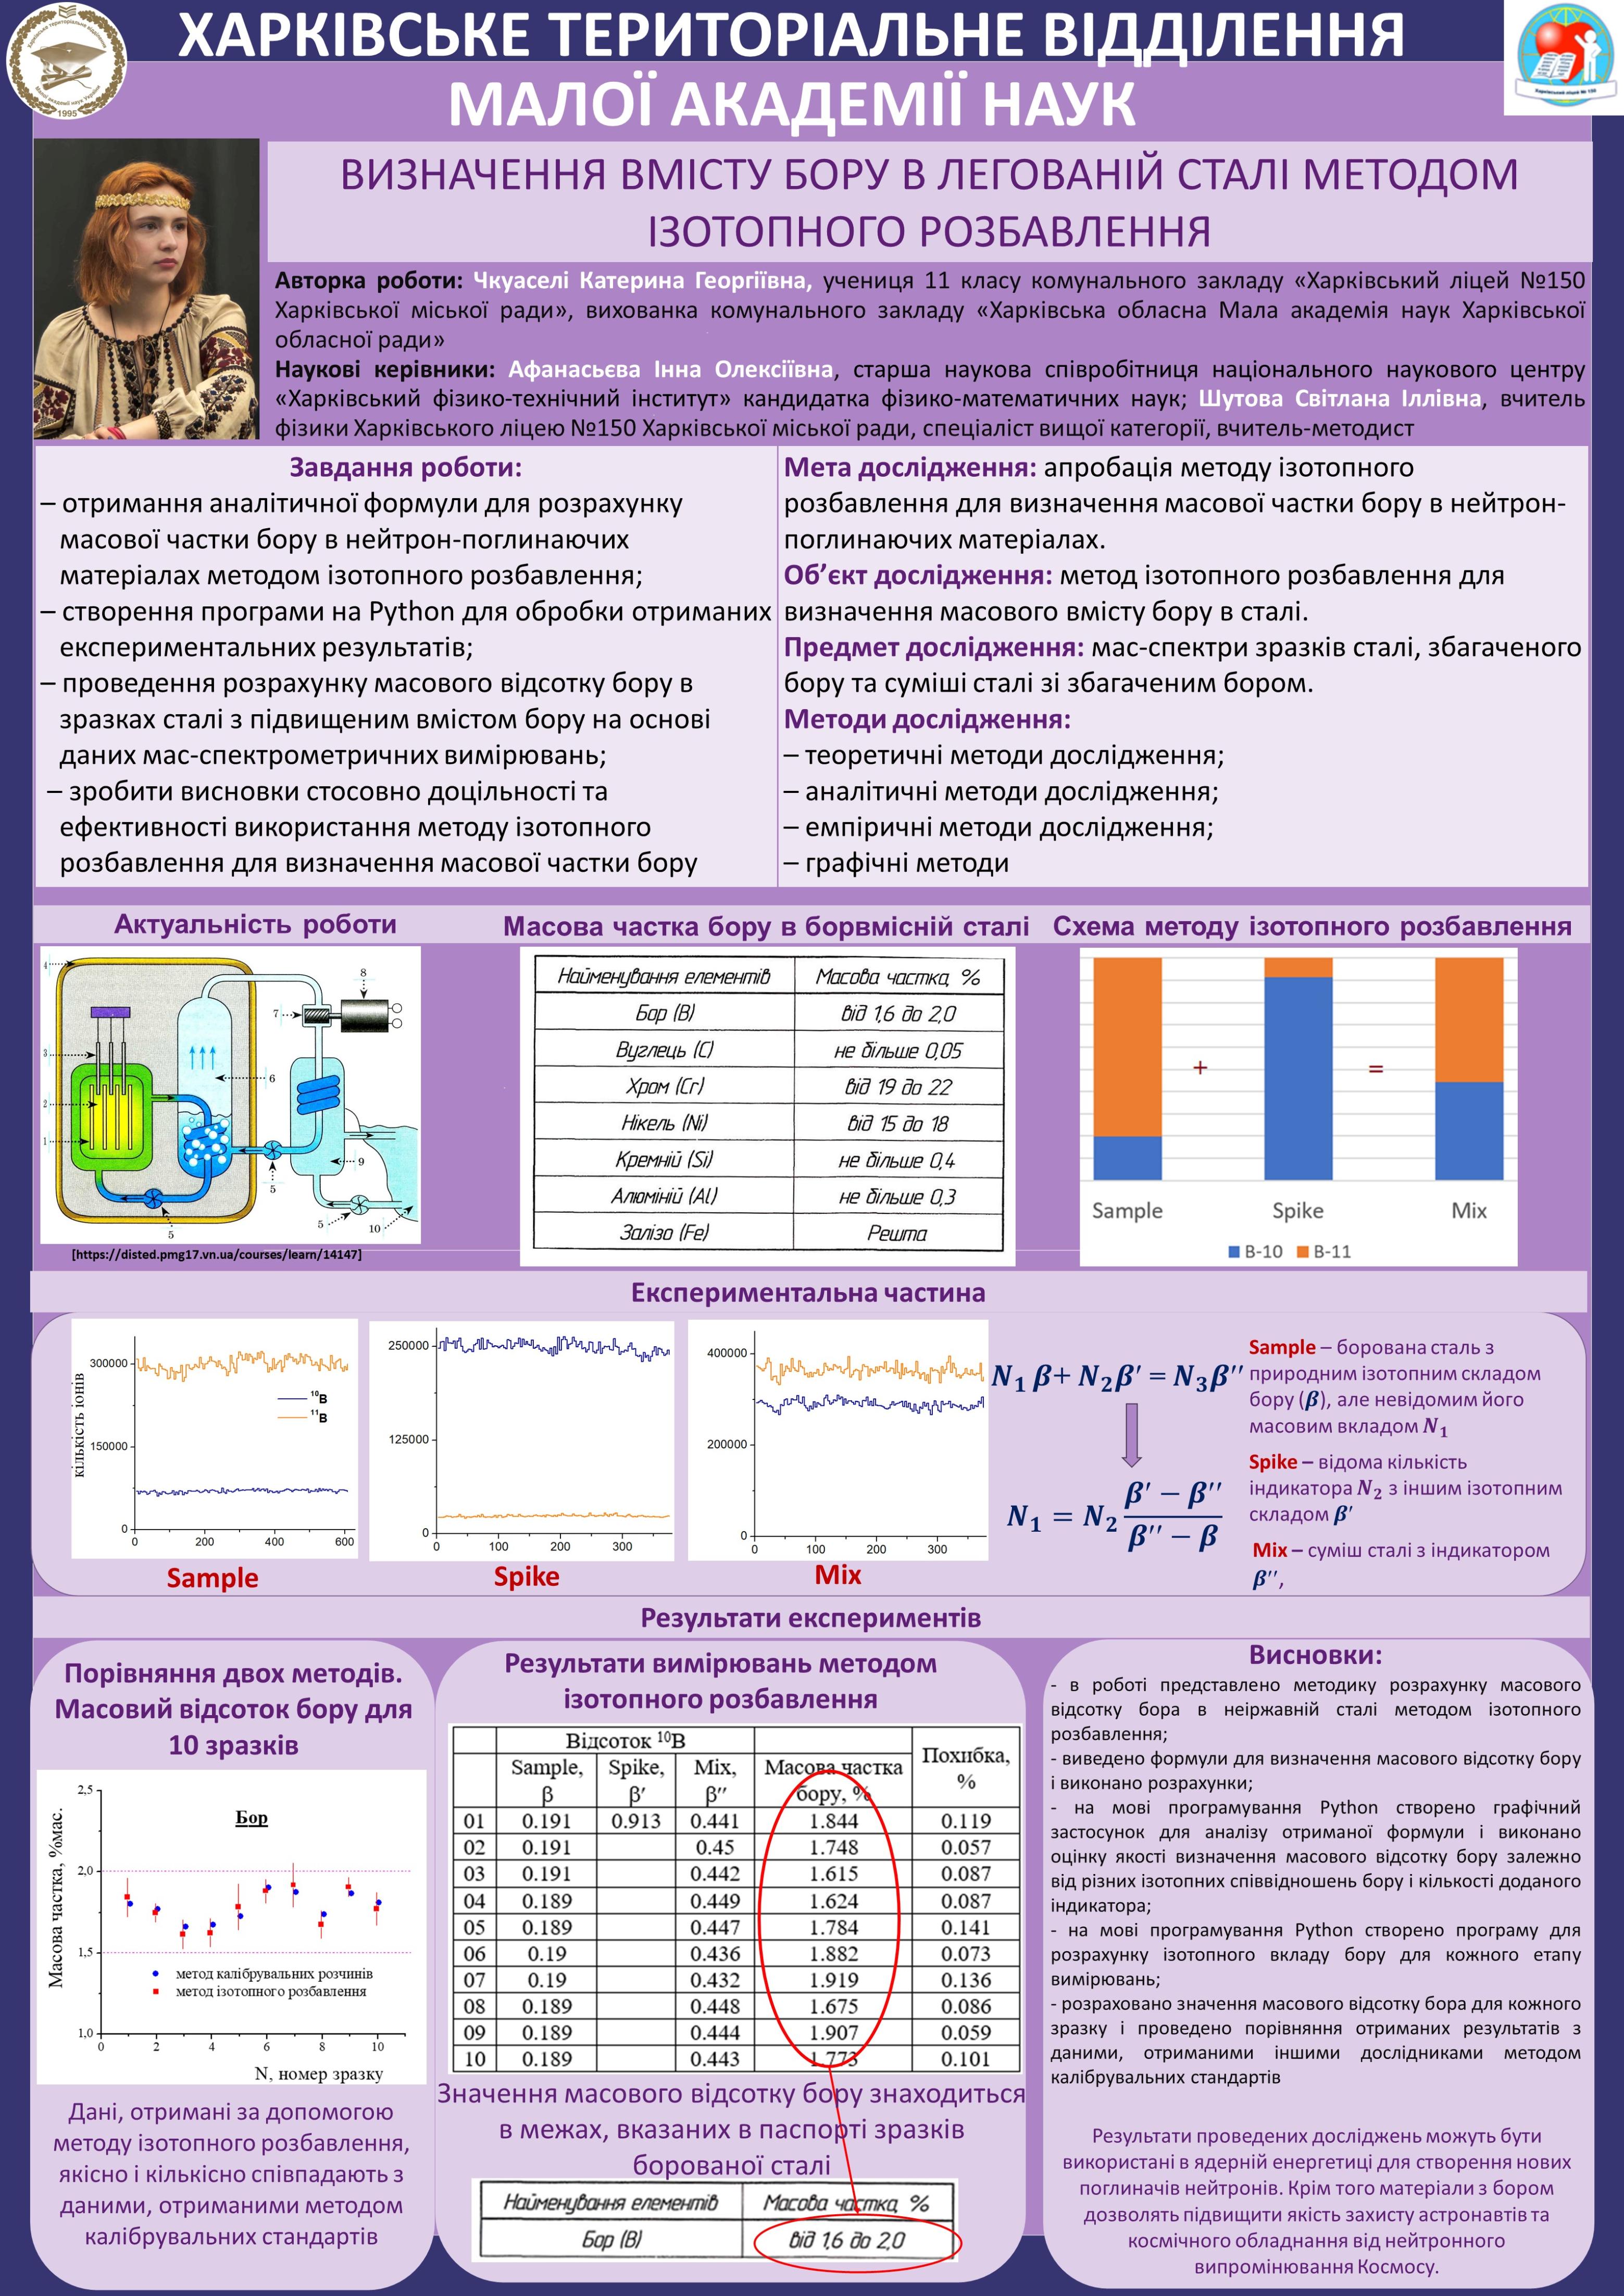 ХАРКІВСЬКЕ ТЕРИТОРІАЛЬНЕ ВІДДІЛЕННЯ
МАЛОЇ АКАДЕМІЇ НАУК
1995
Харківський ліцей № 150
ВИЗНАЧЕННЯ ВМІСТУ БОРУ В ЛЕГОВАНІЙ СТАЛІ МЕТОДОМ
ІЗОТОПНОГО РОЗБАВЛЕННЯ
Авторка роботи: Чкуаселі Катерина Георгіївна, учениця 11 класу комунального закладу «Харківський ліцей №150
Харківської міської ради», вихованка комунального закладу «Харківська обласна Мала академія наук Харківської
обласної ради»
Наукові керівники: Афанасьєва Інна Олексіївна, старша наукова співробітниця національного наукового центру
«Харківський фізико-технічний інститут» кандидатка фізико-математичних наук; Шутова Світлана Іллівна, вчитель
фізики Харківського ліцею №150 Харківської міської ради, спеціаліст вищої категорії, вчитель-методист
Завдання роботи:
– отримання аналітичної формули для розрахунку
масової частки бору в нейтрон-поглинаючих
матеріалах методом ізотопного розбавлення;
– створення програми на Python для обробки отриманих
експериментальних результатів;
– проведення розрахунку масового відсотку бору в
зразках сталі з підвищеним вмістом бору на основі
даних мас-спектрометричних вимірювань;
– зробити висновки стосовно доцільності та
ефективності використання методу ізотопного
розбавлення для визначення масової частки бору
Мета дослідження: апробація методу ізотопного
розбавлення для визначення масової частки бору в нейтрон-
поглинаючих матеріалах.
Об’єкт дослідження: метод ізотопного розбавлення для
визначення масового вмісту бору в сталі.
Предмет дослідження: мас-спектри зразків сталі, збагаченого
бору та суміші сталі зі збагаченим бором.
Методи дослідження:
– теоретичні методи дослідження;
– аналітичні методи дослідження;
– емпіричні методи дослідження;
– графічні методи
Актуальність роботи
4
3
2
1
5
6
7
8
5
9
5
10
[https://disted.pmg17.vn.ua/courses/learn/14147]
Масова частка бору в борвмісній сталі
Найменування елементів Масова частка, %
Бор (B) від 1,6 до 2,0
Вуглець (C) не більше 0,05
Хром (Cr) від 19 до 22
Нікель (Ni) від 15 до 18
Кремній (Si) не більше 0,4
Алюміній (Al) не більше 0,3
Залізо (Fe) Решта
Схема методу ізотопного розбавлення
+ =
Sample Spike Mix
B-10 B-11
Експериментальна частина
кількість іонів
300000
150000
0
0 200 400 600
¹⁰B
¹¹B
Sample
250000
125000
0
0 100 200 300
Spike
400000
200000
0
0 100 200 300
Mix
N₁ β+ N₂β′ = N₃β′′
N₁ = N₂ (β′ − β′′)/(β′′ − β)
Sample – борована сталь з
природним ізотопним складом
бору (β), але невідомим його
масовим вкладом N₁
Spike – відома кількість
індикатора N₂ з іншим ізотопним
складом β′
Mix – суміш сталі з індикатором
β′′,
Результати експериментів
Порівняння двох методів.
Масовий відсоток бору для
10 зразків
Масова частка, %мас.
2,5
2,0
1,5
1,0
Бор
метод калібрувальних розчинів
метод ізотопного розбавлення
0 2 4 6 8 10
N, номер зразку
Дані, отримані за допомогою
методу ізотопного розбавлення,
якісно і кількісно співпадають з
даними, отриманими методом
калібрувальних стандартів
Результати вимірювань методом
ізотопного розбавлення
Відсоток ¹⁰B
Sample, β Spike, β′ Mix, β′′ Масова частка бору, % Похибка, %
01 0.191 0.913 0.441 1.844 0.119
02 0.191 0.45 1.748 0.057
03 0.191 0.442 1.615 0.087
04 0.189 0.449 1.624 0.087
05 0.189 0.447 1.784 0.141
06 0.19 0.436 1.882 0.073
07 0.19 0.432 1.919 0.136
08 0.189 0.448 1.675 0.086
09 0.189 0.444 1.907 0.059
10 0.189 0.443 1.773 0.101
Значення масового відсотку бору знаходиться
в межах, вказаних в паспорті зразків
борованої сталі
Найменування елементів Масова частка, %
Бор (B) від 1,6 до 2,0
Висновки:
- в роботі представлено методику розрахунку масового
відсотку бора в неіржавній сталі методом ізотопного
розбавлення;
- виведено формули для визначення масового відсотку бору
і виконано розрахунки;
- на мові програмування Python створено графічний
застосунок для аналізу отриманої формули і виконано
оцінку якості визначення масового відсотку бору залежно
від різних ізотопних співвідношень бору і кількості доданого
індикатора;
- на мові програмування Python створено програму для
розрахунку ізотопного вкладу бору для кожного етапу
вимірювань;
- розраховано значення масового відсотку бора для кожного
зразку і проведено порівняння отриманих результатів з
даними, отриманими іншими дослідниками методом
калібрувальних стандартів
Результати проведених досліджень можуть бути
використані в ядерній енергетиці для створення нових
поглиначів нейтронів. Крім того матеріали з бором
дозволять підвищити якість захисту астронавтів та
космічного обладнання від нейтронного
випромінювання Космосу.